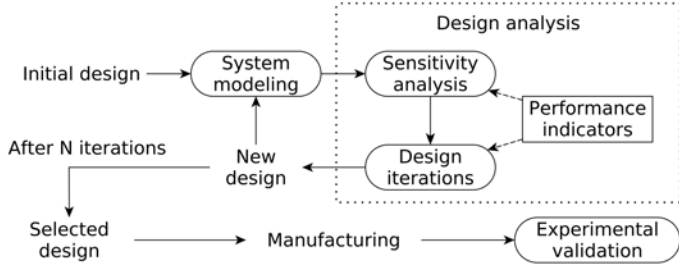 Design analysis
Initial design
System
modeling
Sensitivity
analysis
Performance
indicators
After N iterations
New
design
Design
iterations
Selected
design
Manufacturing
Experimental
validation